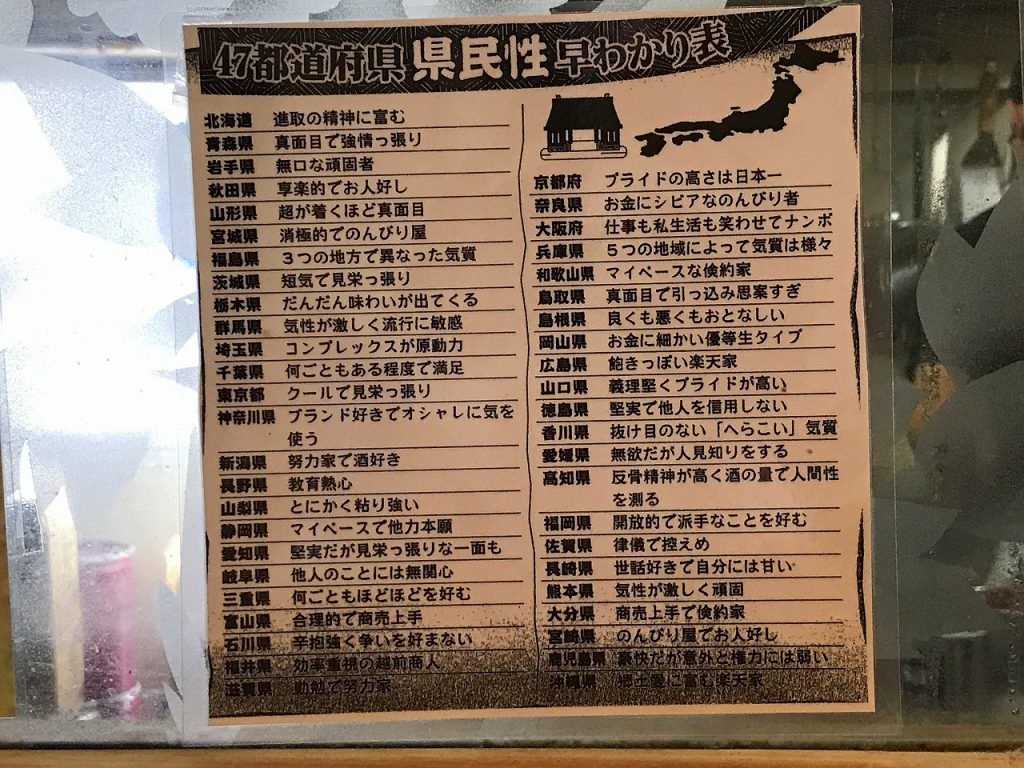 47都道府県 県民性 早わかり表
北海道 進取の精神に富む
青森県 真面目で強情っ張り
岩手県 無口な頑固者
秋田県 享楽的でお人好し
山形県 超が着くほど真面目
宮城県 消極的でのんびり屋
福島県 3つの地方で異なった気質
茨城県 短気で見栄っ張り
栃木県 だんだん味わいが出てくる
群馬県 気性が激しく流行に敏感
埼玉県 コンプレックスが原動力
千葉県 何ごともある程度で満足
東京都 クールで見栄っ張り
神奈川県 ブランド好きでオシャレに気を
使う
新潟県 努力家で酒好き
長野県 教育熱心
山梨県 とにかく粘り強い
静岡県 マイペースで他力本願
愛知県 堅実だが見栄っ張りな一面も
岐阜県 他人のことには無関心
三重県 何ごともほどほどを好む
富山県 合理的で商売上手
石川県 辛抱強く争いを好まない
福井県 効率重視の越前商人
滋賀県 勤勉で努力家
京都府 プライドの高さは日本一
奈良県 お金にシビアなのんびり者
大阪府 仕事も私生活も笑わせてナンボ
兵庫県 5つの地域によって気質は様々
和歌山県 マイペースな倹約家
鳥取県 真面目で引っ込み思案すぎ
島根県 良くも悪くもおとなしい
岡山県 お金に細かい優等生タイプ
広島県 飽きっぽい楽天家
山口県 義理堅くプライドが高い
徳島県 堅実で他人を信用しない
香川県 抜け目のない「へらこい」気質
愛媛県 無欲だが人見知りをする
高知県 反骨精神が高く酒の量で人間性
を測る
福岡県 開放的で派手なことを好む
佐賀県 律儀で控えめ
長崎県 世話好きで自分には甘い
熊本県 気性が激しく頑固
大分県 商売上手で倹約家
宮崎県 のんびり屋でお人好し
鹿児島県 豪快だが意外と権力には弱い
沖縄県 郷土愛に富む楽天家